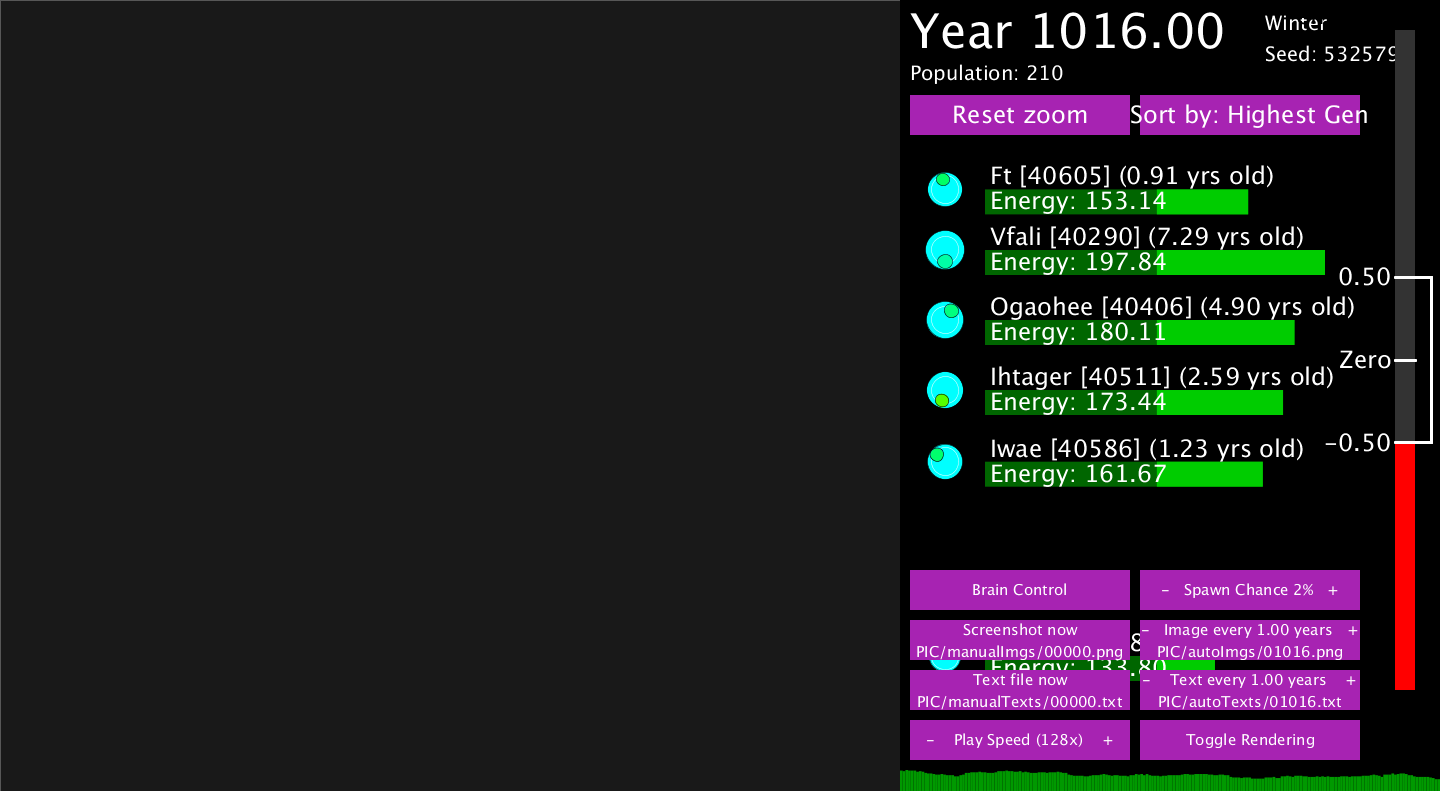 Year 1016.00
Winter
Seed: 532579
Population: 210
Reset zoom
Sort by: Highest Gen
Ft [40605] (0.91 yrs old)
Energy: 153.14
Vfali [40290] (7.29 yrs old)
Energy: 197.84
0.50
Ogaohee [40406] (4.90 yrs old)
Energy: 180.11
Zero
Ihtager [40511] (2.59 yrs old)
Energy: 173.44
-0.50
Iwae [40586] (1.23 yrs old)
Energy: 161.67
Brain Control
- Spawn Chance 2% +
Screenshot now
PIC/manualImgs/00000.png
- Image every 1.00 years +
PIC/autoImgs/01016.png
Energy: 133.80
Text file now
PIC/manualTexts/00000.txt
- Text every 1.00 years +
PIC/autoTexts/01016.txt
- Play Speed (128x) +
Toggle Rendering